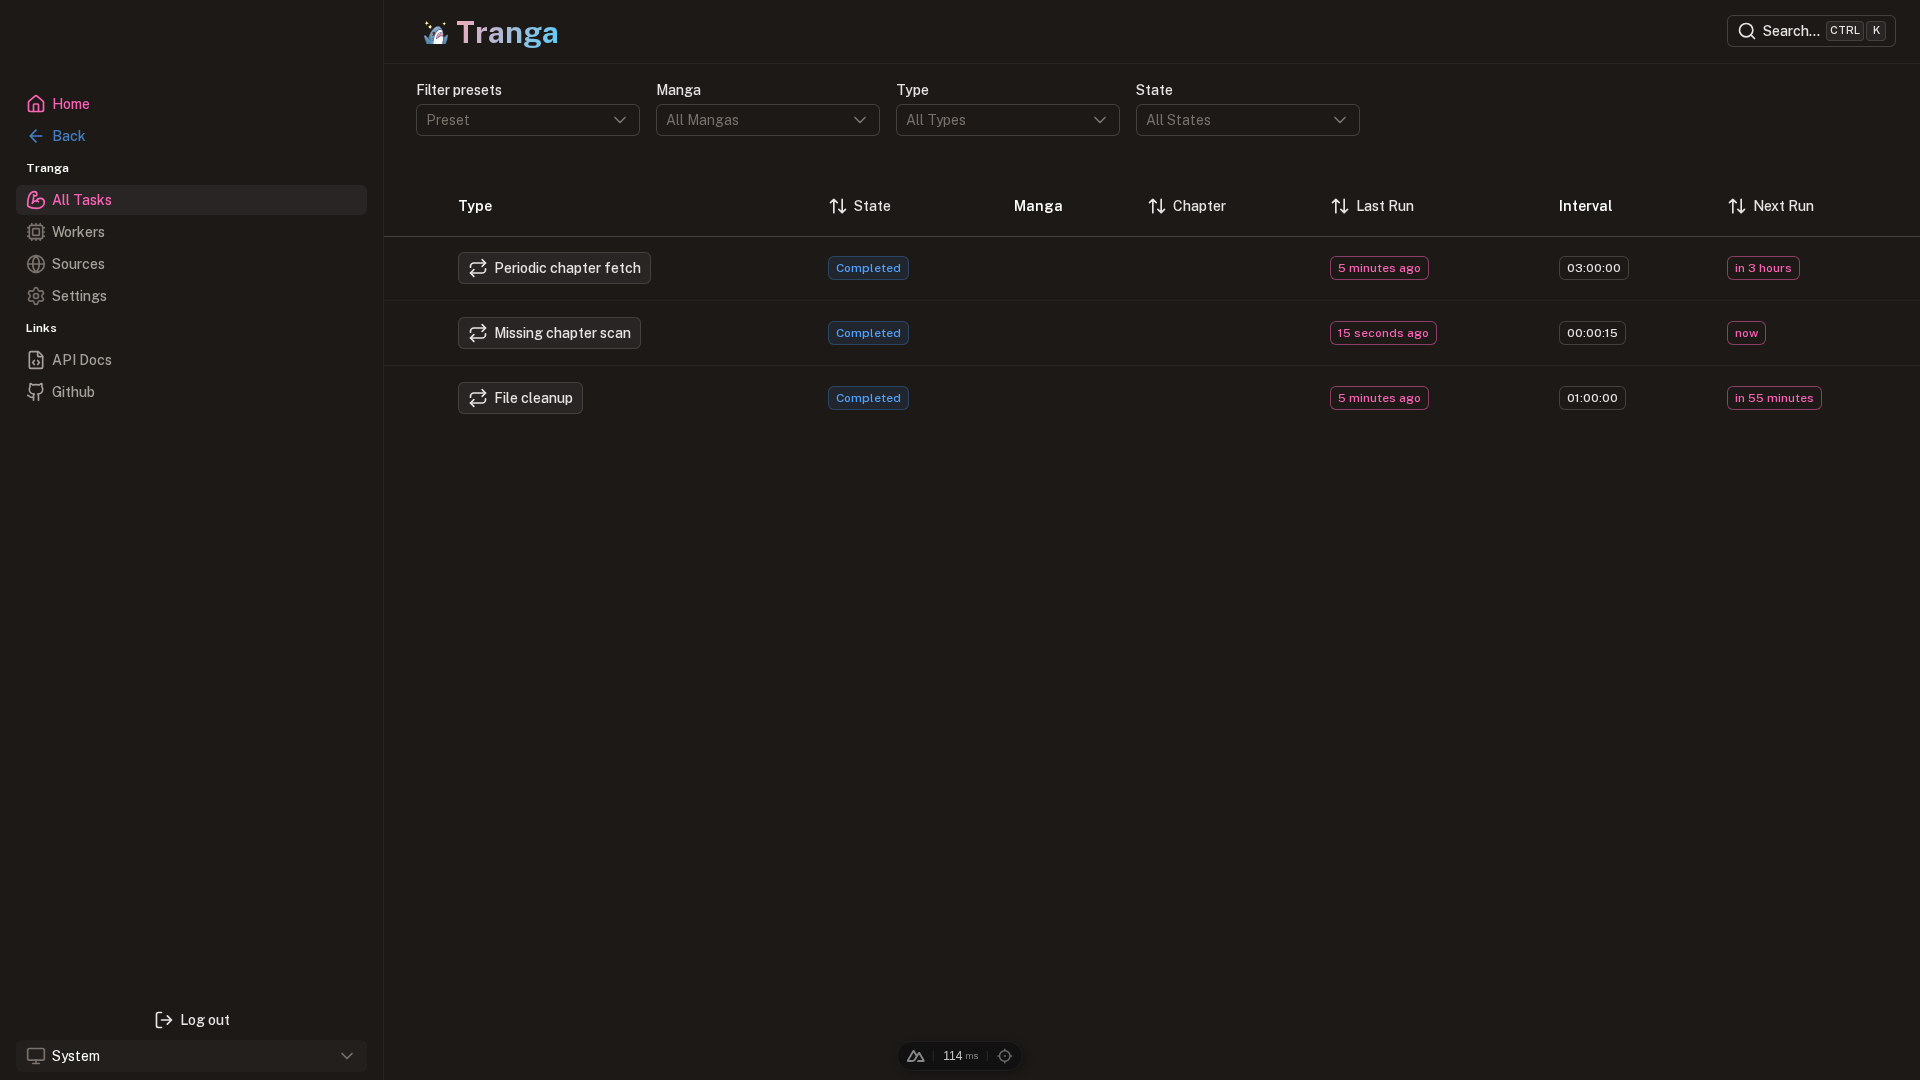 Tranga
Search... CTRL K
Home
Back
Tranga
All Tasks
Workers
Sources
Settings
Links
API Docs
Github
Log out
System
Filter presets
Preset
Manga
All Mangas
Type
All Types
State
All States
Type State Manga Chapter Last Run Interval Next Run
Periodic chapter fetch Completed 5 minutes ago 03:00:00 in 3 hours
Missing chapter scan Completed 15 seconds ago 00:00:15 now
File cleanup Completed 5 minutes ago 01:00:00 in 55 minutes
114 ms